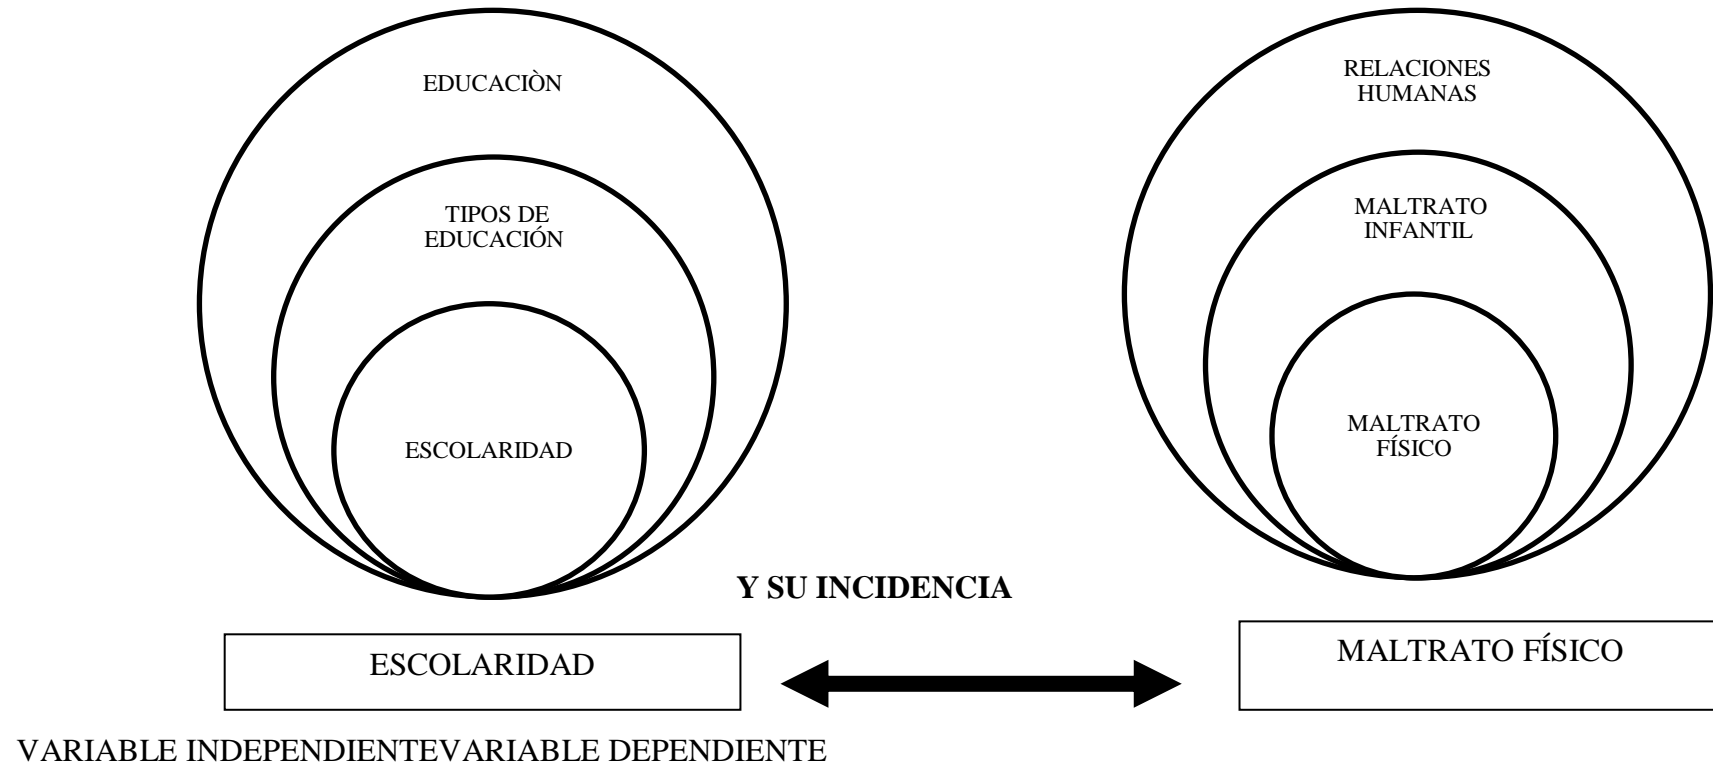 EDUCACIÒN
TIPOS DE
EDUCACIÓN
ESCOLARIDAD
RELACIONES
HUMANAS
MALTRATO
INFANTIL
MALTRATO
FÍSICO
Y SU INCIDENCIA
ESCOLARIDAD
MALTRATO FÍSICO
VARIABLE INDEPENDIENTEVARIABLE DEPENDIENTE